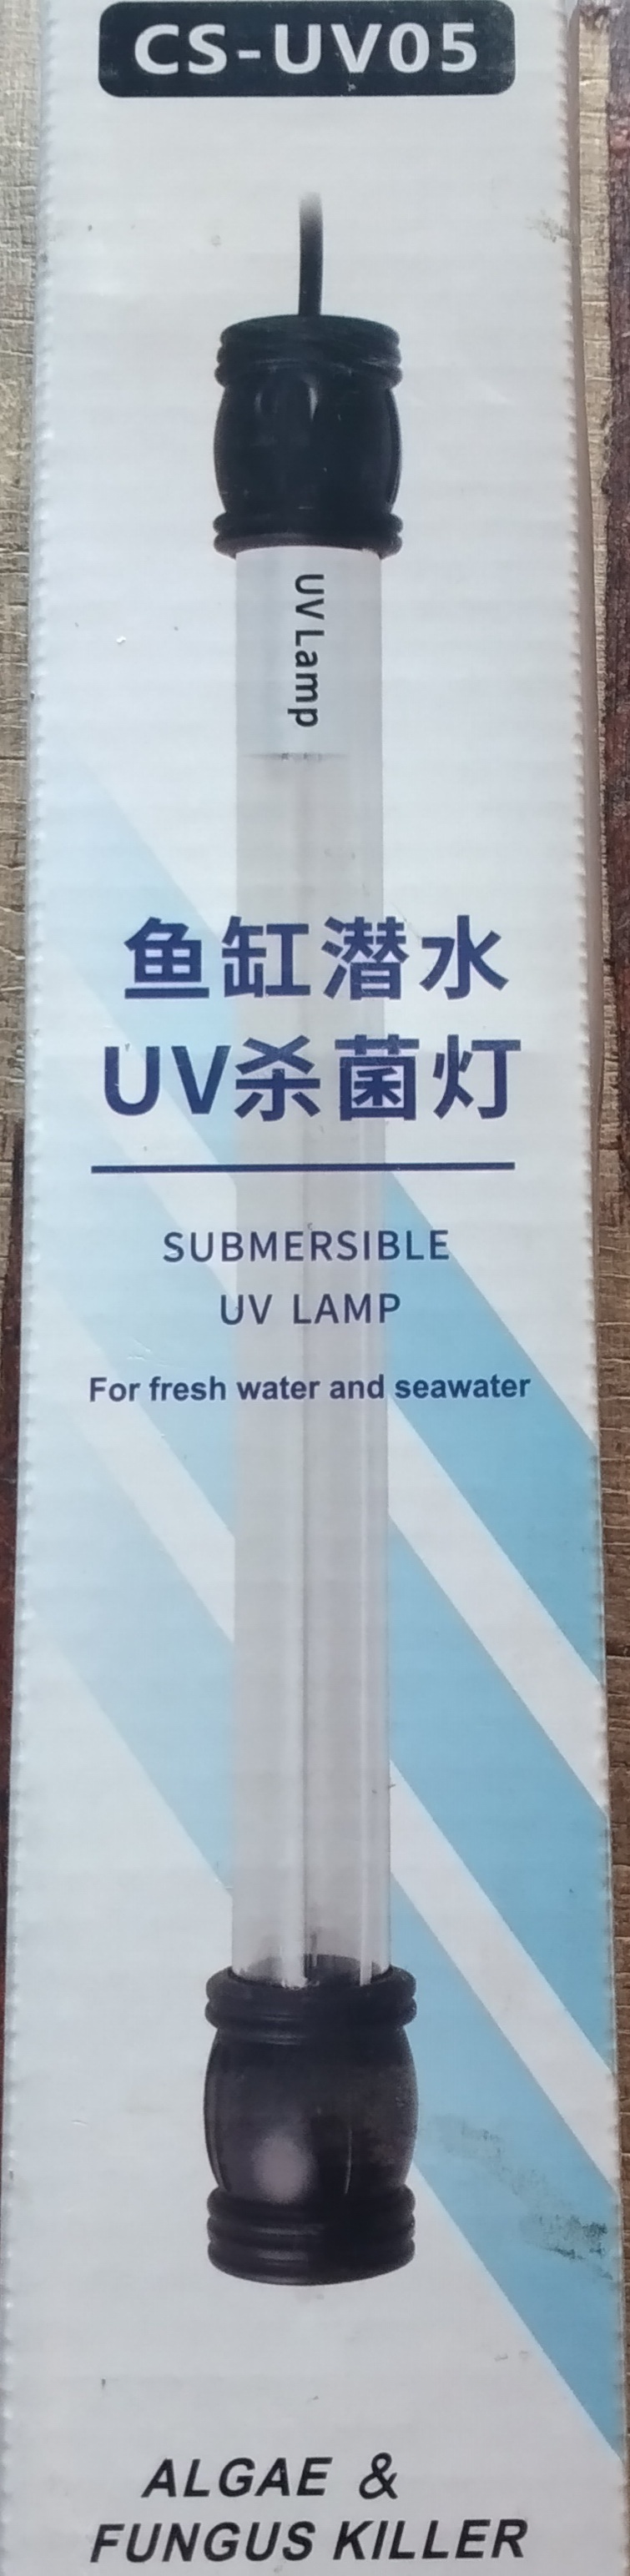 CS-UV05
UV Lamp
鱼缸潜水
UV杀菌灯
SUBMERSIBLE
UV LAMP
For fresh water and seawater
ALGAE &
FUNGUS KILLER